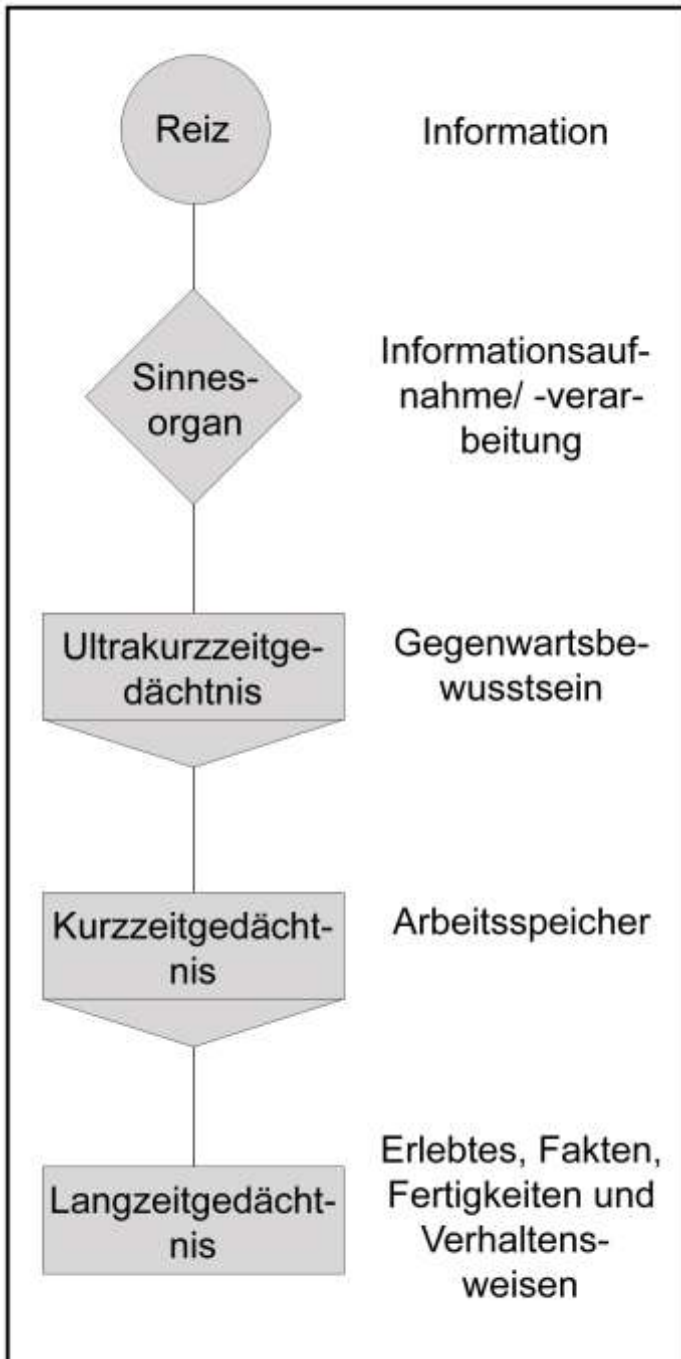 Reiz
Information
Sinnes-
organ
Informationsauf-
nahme/ -verar-
beitung
Ultrakurzzeitge-
dächtnis
Gegenwartsbe-
wusstsein
Kurzzeitgedächt-
nis
Arbeitsspeicher
Langzeitgedächt-
nis
Erlebtes, Fakten,
Fertigkeiten und
Verhaltens-
weisen